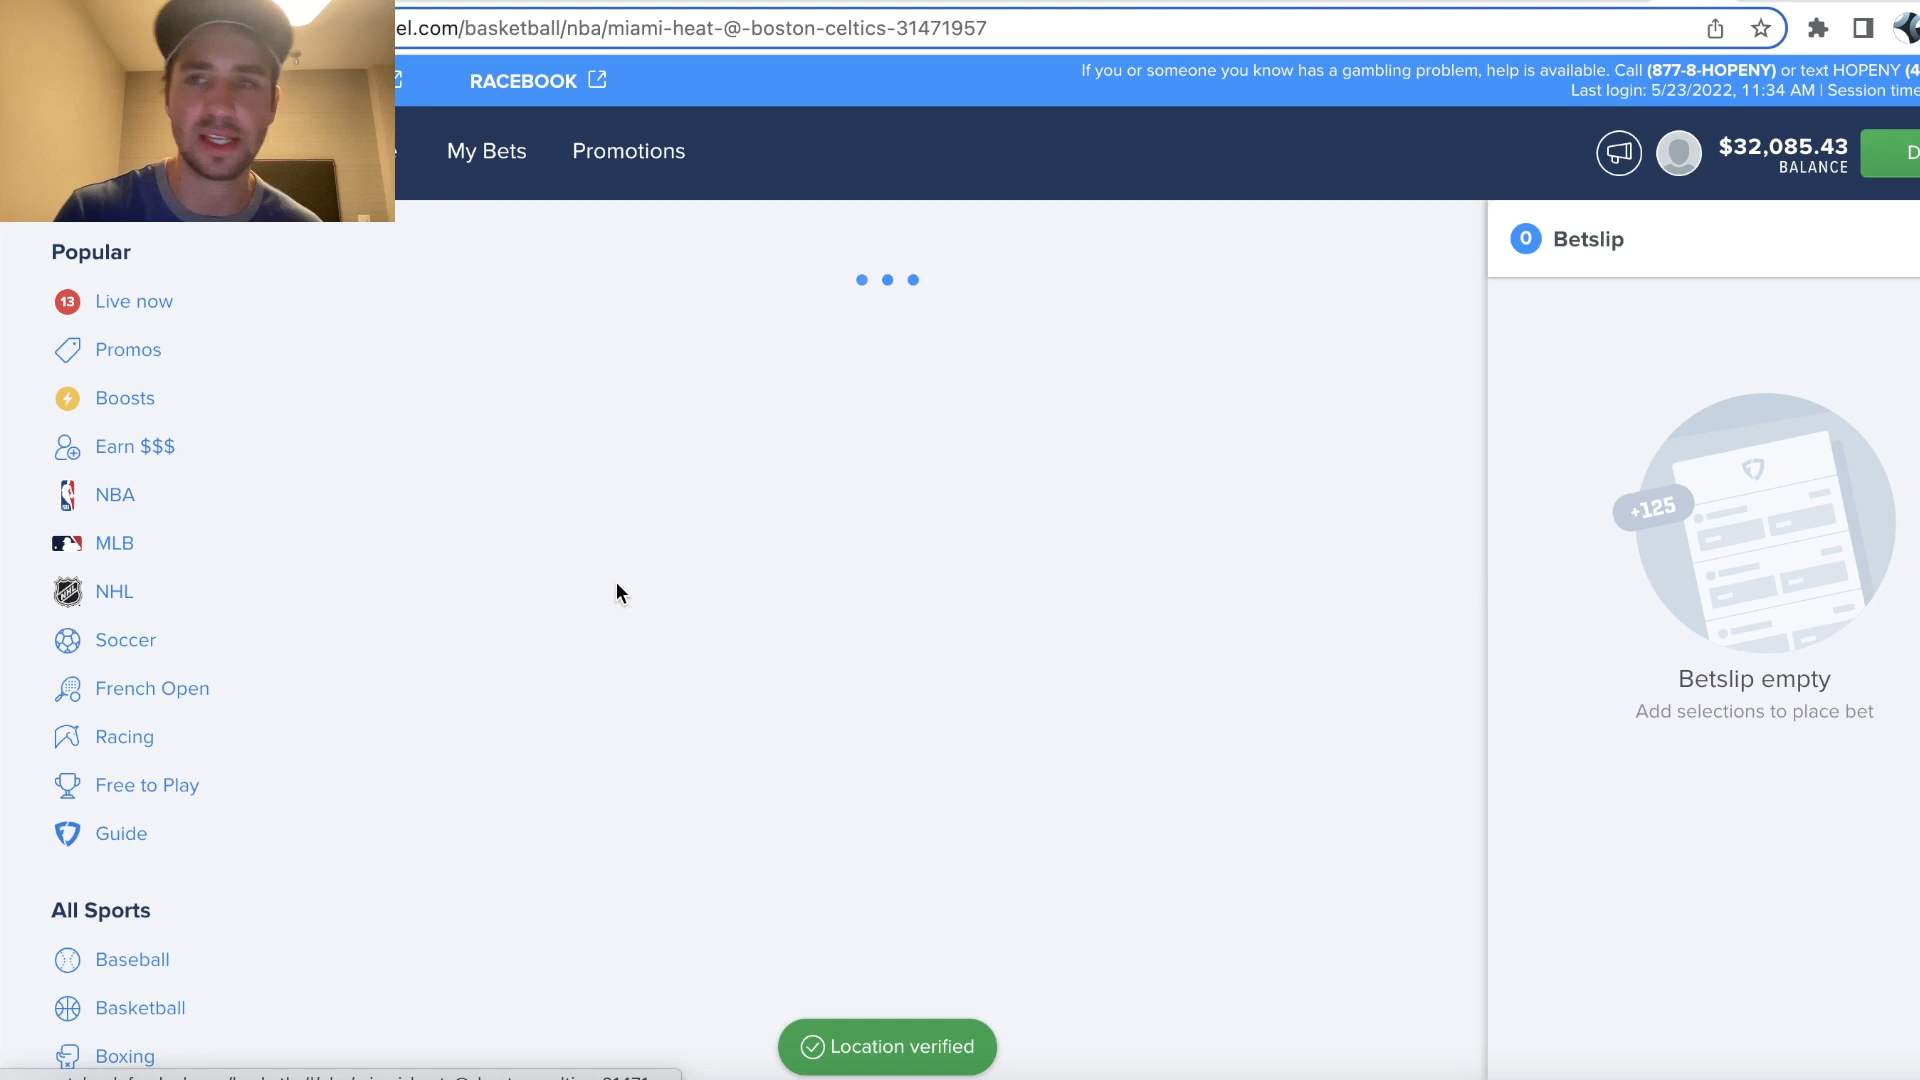 el.com/basketball/nba/miami-heat-@-boston-celtics-31471957
RACEBOOK
If you or someone you know has a gambling problem, help is available. Call (877-8-HOPENY) or text HOPENY (4
Last login: 5/23/2022, 11:34 AM | Session time
My Bets
Promotions
$32,085.43
BALANCE
D
Popular
13 Live now
Promos
Boosts
Earn $$$
NBA
MLB
NHL
Soccer
French Open
Racing
Free to Play
Guide
All Sports
Baseball
Basketball
Boxing
0 Betslip
+125
Betslip empty
Add selections to place bet
Location verified